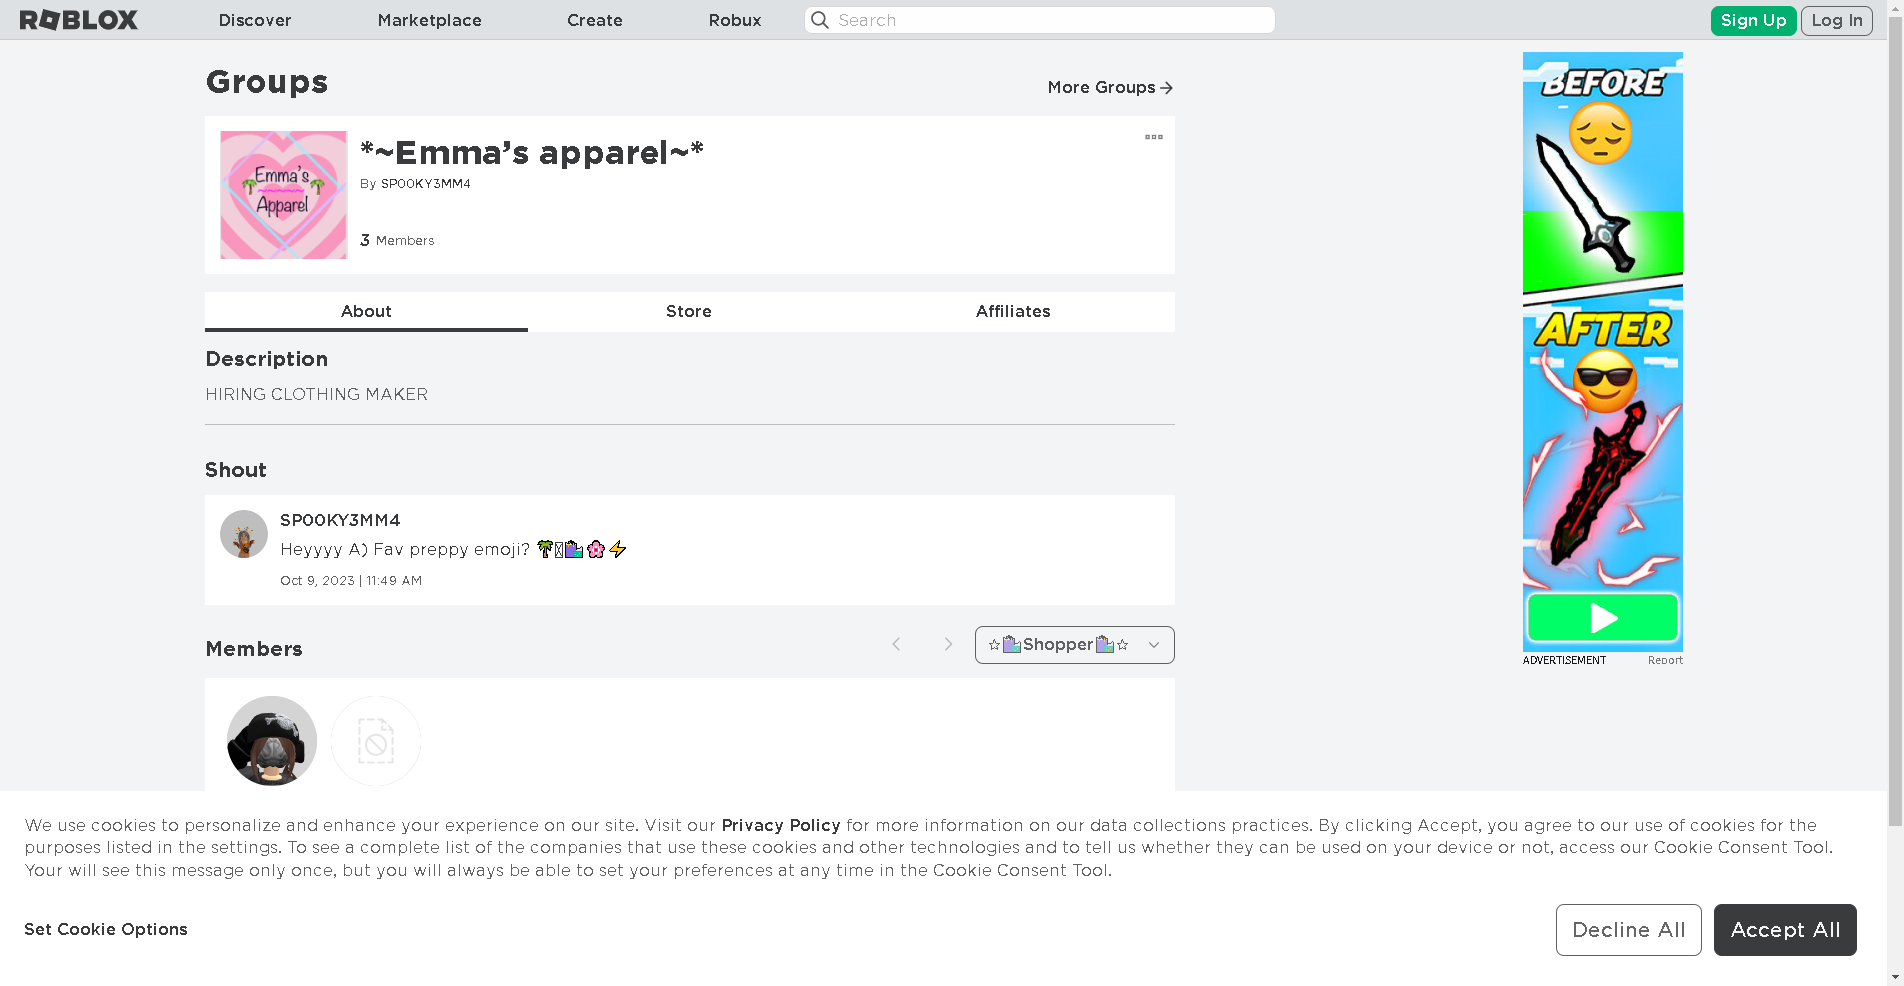 ROBLOX
Discover
Marketplace
Create
Robux
Search
Sign Up
Log In
Groups
More Groups
Emma's
Apparel
*~Emma's apparel~*
By SP00KY3MM4
3 Members
About
Store
Affiliates
Description
HIRING CLOTHING MAKER
Shout
SP00KY3MM4
Heyyyy A) Fav preppy emoji? 🌴🛍️🌸⚡
Oct 9, 2023 | 11:49 AM
Members
☆🛍️Shopper🛍️☆
BEFORE
AFTER
ADVERTISEMENT
Report
We use cookies to personalize and enhance your experience on our site. Visit our Privacy Policy for more information on our data collections practices. By clicking Accept, you agree to our use of cookies for the
purposes listed in the settings. To see a complete list of the companies that use these cookies and other technologies and to tell us whether they can be used on your device or not, access our Cookie Consent Tool.
Your will see this message only once, but you will always be able to set your preferences at any time in the Cookie Consent Tool.
Set Cookie Options
Decline All
Accept All